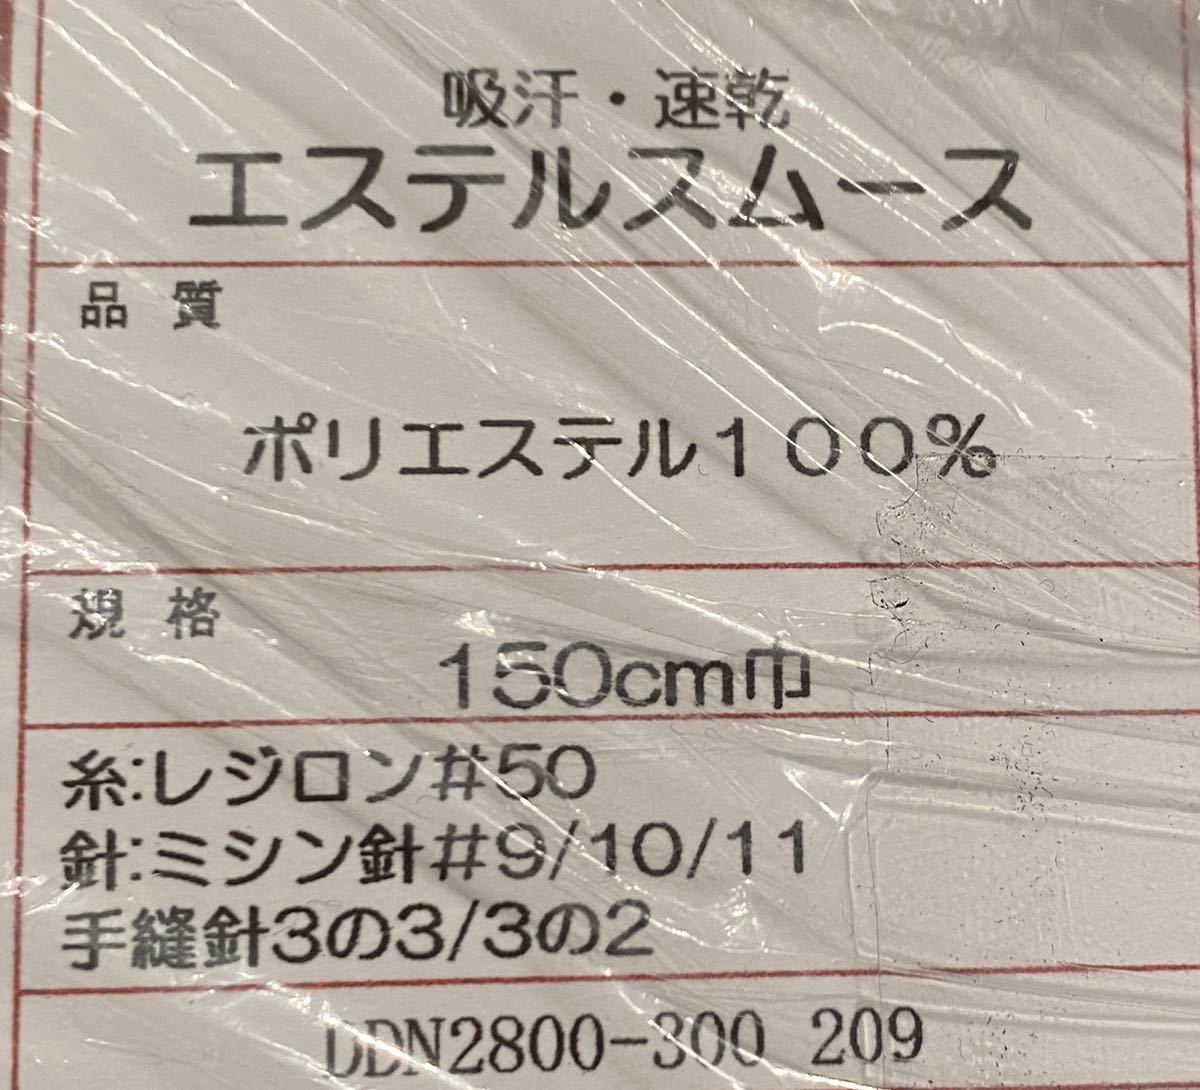 吸汗・速乾
エステルスムース
品質
ポリエステル１００％
規格
150cm巾
糸:レジロン#50
針:ミシン針#9/10/11
手縫針3の3/3の2
DDN2800-300 209